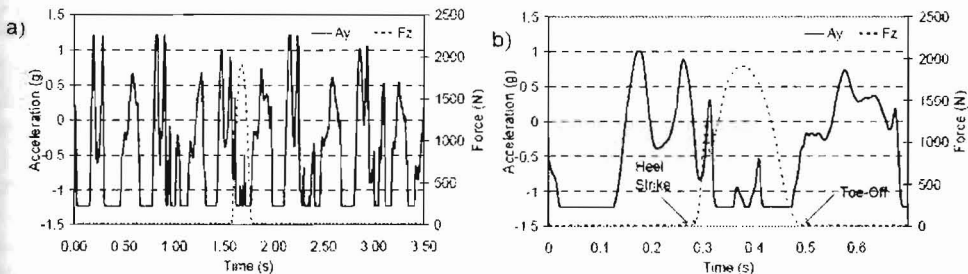 a)
Ay Fz
Acceleration (g)
1.5
1
0.5
0
-0.5
-1
-1.5
2500
2000
1500
1000
500
0
Force (N)
0.00 0.50 1.00 1.50 2.00 2.50 3.00 3.50
Time (s)
b)
Ay Fz
Acceleration (g)
1.5
1
0.5
0
-0.5
-1
-1.5
2500
2000
1500
1000
500
0
Force (N)
Heel
Strike
Toe-Off
0 0.1 0.2 0.3 0.4 0.5 0.6
Time (s)